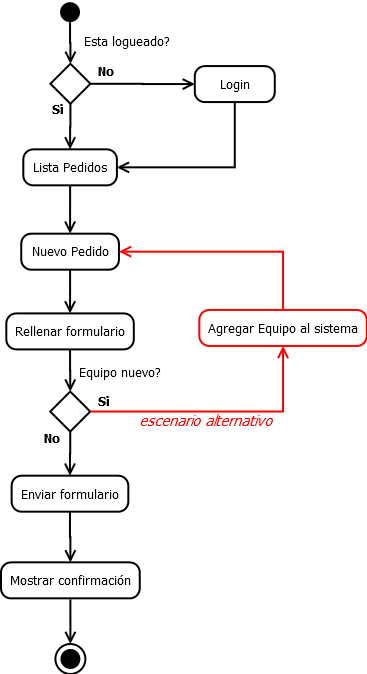 Esta logueado?
No
Login
Si
Lista Pedidos
Nuevo Pedido
Rellenar formulario
Agregar Equipo al sistema
Equipo nuevo?
Si
escenario alternativo
No
Enviar formulario
Mostrar confirmación